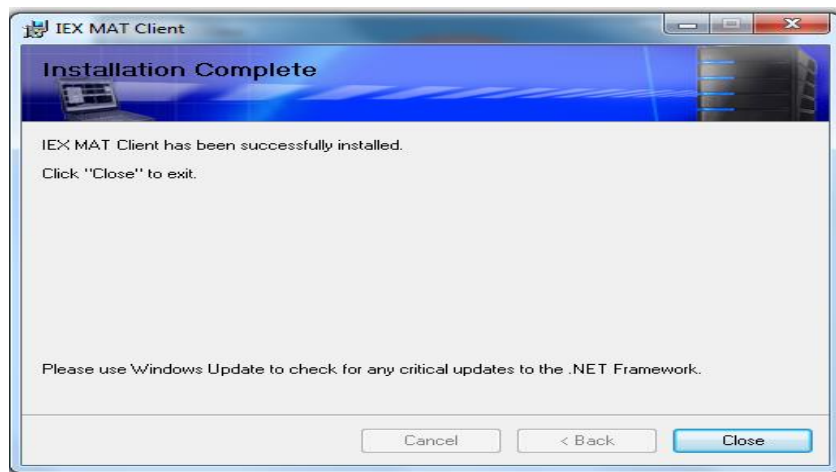 IEX MAT Client
Installation Complete
IEX MAT Client has been successfully installed.
Click "Close" to exit.
Please use Windows Update to check for any critical updates to the .NET Framework.
Cancel
< Back
Close